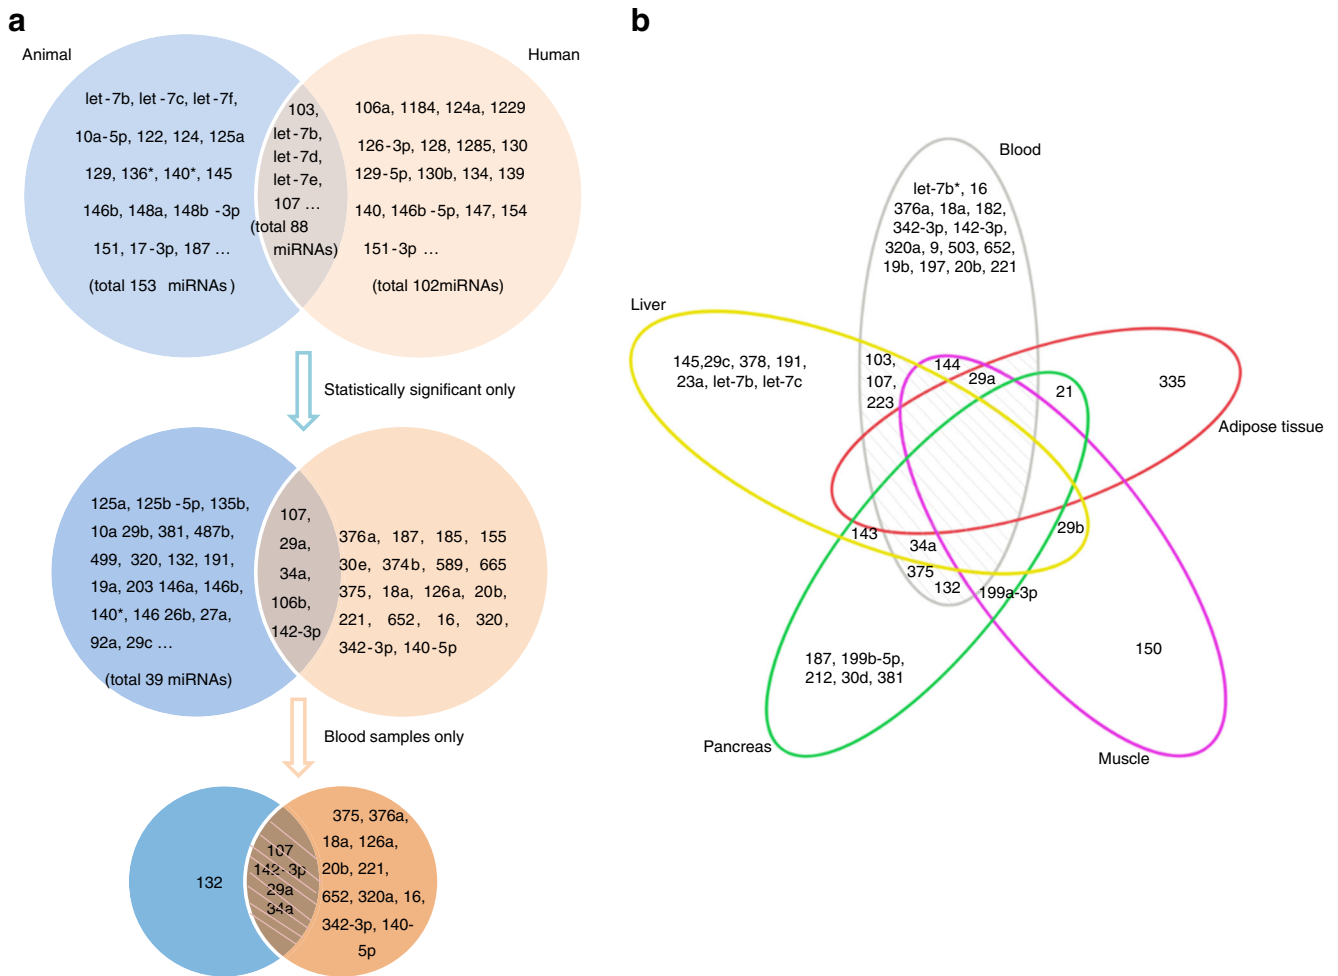 a
Animal
Human
let-7b, let-7c, let-7f,
10a-5p, 122, 124, 125a
129, 136*, 140*, 145
146b, 148a, 148b -3p
151, 17-3p, 187 ...
(total 153 miRNAs)
103,
let-7b,
let-7d,
let-7e,
107 ...
(total 88
miRNAs)
106a, 1184, 124a, 1229
126-3p, 128, 1285, 130
129-5p, 130b, 134, 139
140, 146b -5p, 147, 154
151-3p ...
(total 102miRNAs)
Statistically significant only
125a, 125b -5p, 135b,
10a 29b, 381, 487b,
499, 320, 132, 191,
19a, 203 146a, 146b,
140*, 146 26b, 27a,
92a, 29c ...
(total 39 miRNAs)
107,
29a,
34a,
106b,
142-3p
376a, 187, 185, 155
30e, 374b, 589, 665
375, 18a, 126a, 20b,
221, 652, 16, 320,
342-3p, 140-5p
Blood samples only
132
107
142-3p
29a
34a
375, 376a,
18a, 126a,
20b, 221,
652, 320a, 16,
342-3p, 140-
5p
b
Blood
let-7b*, 16
376a, 18a, 182,
342-3p, 142-3p,
320a, 9, 503, 652,
19b, 197, 20b, 221
Liver
145,29c, 378, 191,
23a, let-7b, let-7c
103,
107,
223
144
29a
21
335
Adipose tissue
143
34a
29b
375
132
199a-3p
187, 199b-5p,
212, 30d, 381
150
Pancreas
Muscle